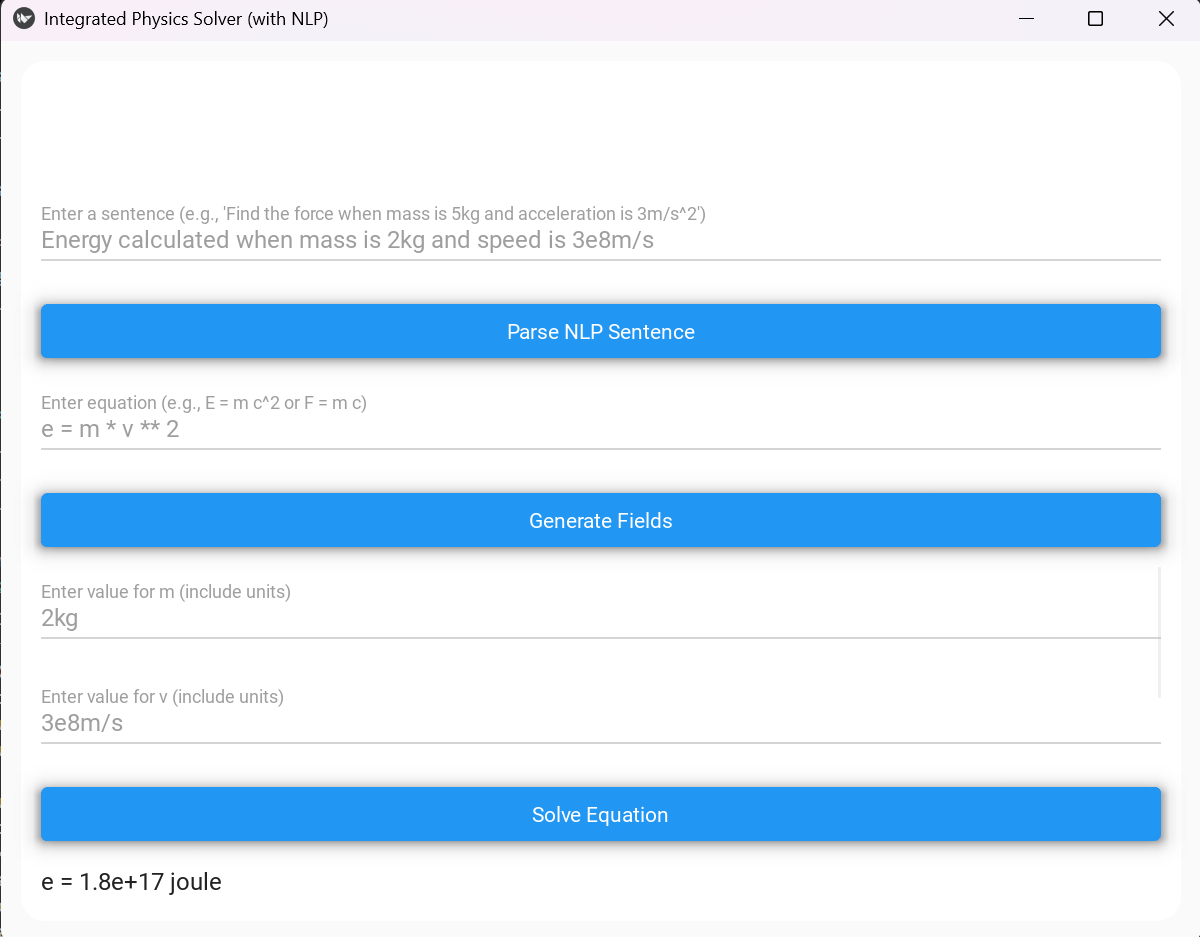 Integrated Physics Solver (with NLP)
Enter a sentence (e.g., 'Find the force when mass is 5kg and acceleration is 3m/s^2')
Energy calculated when mass is 2kg and speed is 3e8m/s
Parse NLP Sentence
Enter equation (e.g., E = m c^2 or F = m c)
e = m * v ** 2
Generate Fields
Enter value for m (include units)
2kg
Enter value for v (include units)
3e8m/s
Solve Equation
e = 1.8e+17 joule